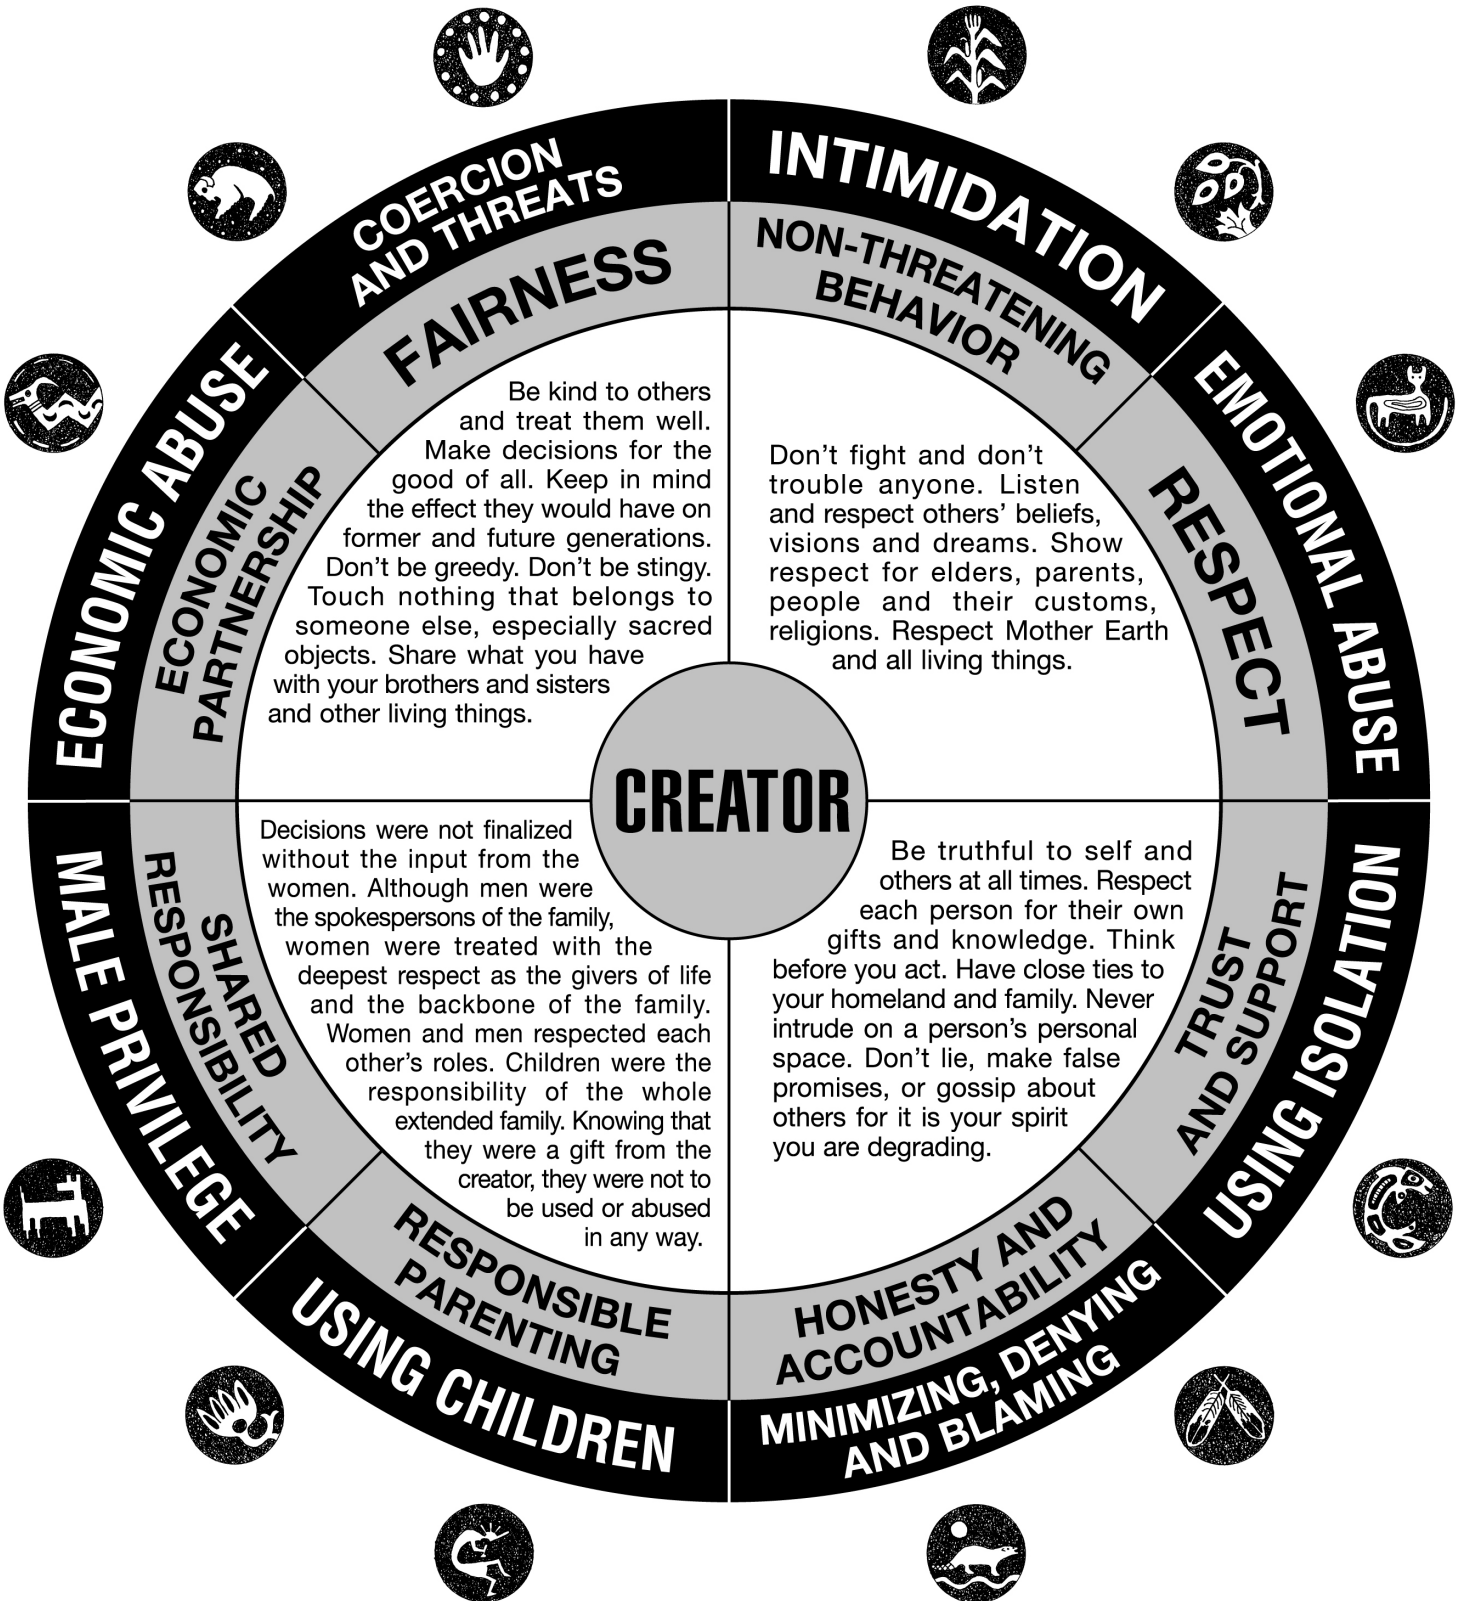 COERCION
AND THREATS
FAIRNESS
INTIMIDATION
NON-THREATENING
BEHAVIOR
EMOTIONAL ABUSE
RESPECT
ECONOMIC ABUSE
ECONOMIC
PARTNERSHIP
Be kind to others
and treat them well.
Make decisions for the
good of all. Keep in mind
the effect they would have on
former and future generations.
Don't be greedy. Don't be stingy.
Touch nothing that belongs to
someone else, especially sacred
objects. Share what you have
with your brothers and sisters
and other living things.
Don't fight and don't
trouble anyone. Listen
and respect others' beliefs,
visions and dreams. Show
respect for elders, parents,
people and their customs,
religions. Respect Mother Earth
and all living things.
CREATOR
MALE PRIVILEGE
SHARED
RESPONSIBILITY
Decisions were not finalized
without the input from the
women. Although men were
the spokespersons of the family,
women were treated with the
deepest respect as the givers of life
and the backbone of the family.
Women and men respected each
other's roles. Children were the
responsibility of the whole
extended family. Knowing that
they were a gift from the
creator, they were not to
be used or abused
in any way.
Be truthful to self and
others at all times. Respect
each person for their own
gifts and knowledge. Think
before you act. Have close ties to
your homeland and family. Never
intrude on a person's personal
space. Don't lie, make false
promises, or gossip about
others for it is your spirit
you are degrading.
TRUST
AND SUPPORT
USING ISOLATION
RESPONSIBLE
PARENTING
USING CHILDREN
HONESTY AND
ACCOUNTABILITY
MINIMIZING, DENYING
AND BLAMING